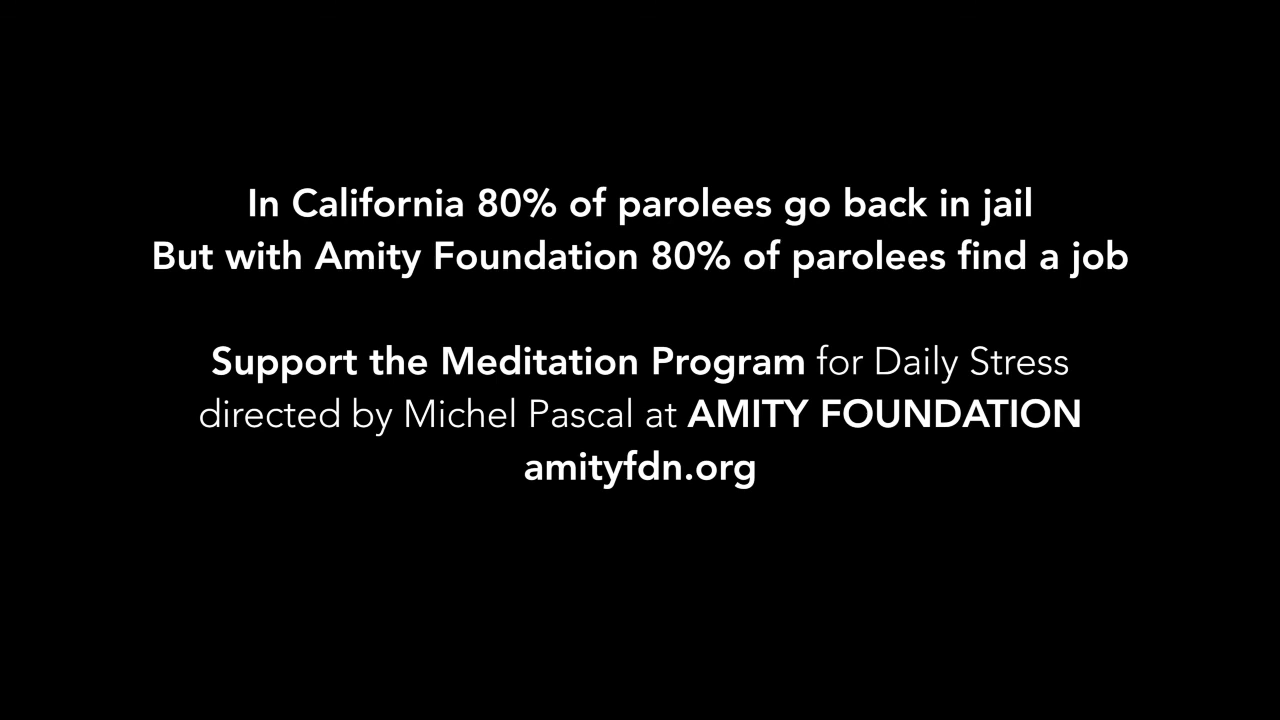 In California 80% of parolees go back in jail
But with Amity Foundation 80% of parolees find a job
Support the Meditation Program for Daily Stress
directed by Michel Pascal at AMITY FOUNDATION
amityfdn.org